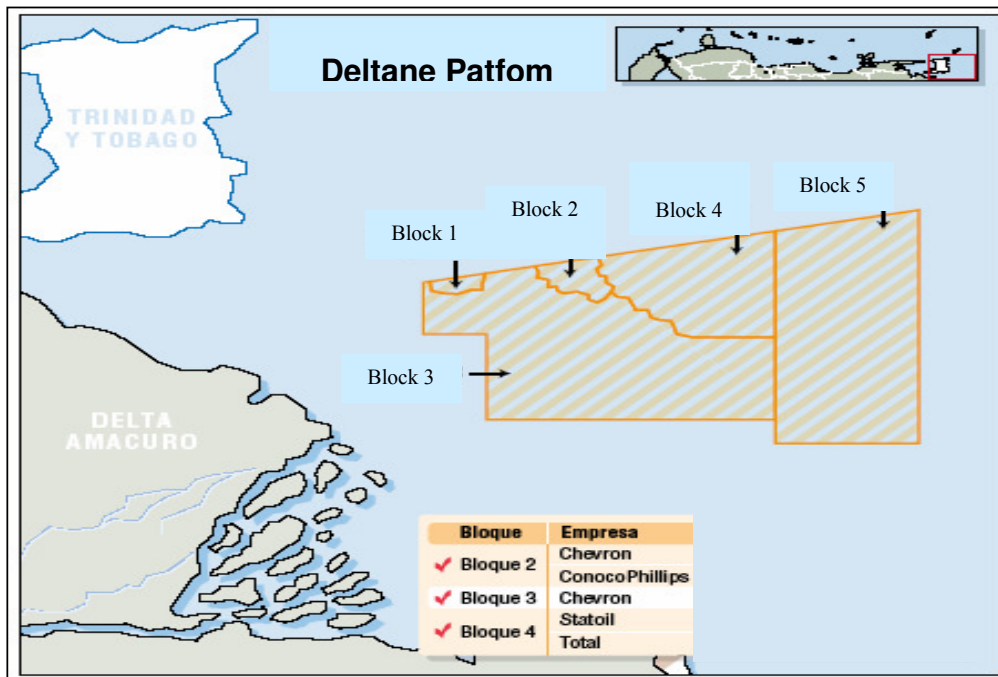 Deltane Patfom
TRINIDAD
Y TOBAGO
Block 5
Block 2
Block 4
Block 1
Block 3
DELTA
AMACURO
Bloque Empresa
Bloque 2 Chevron
ConocoPhillips
Bloque 3 Chevron
Bloque 4 Statoil
Total